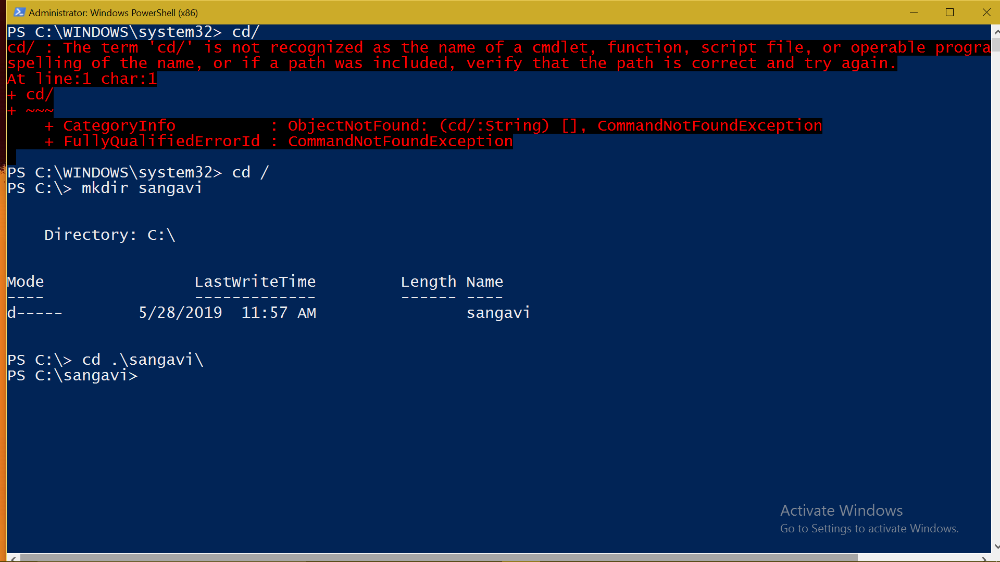 Administrator: Windows PowerShell (x86)
PS C:\WINDOWS\system32> cd/
cd/ : The term 'cd/' is not recognized as the name of a cmdlet, function, script file, or operable progra
spelling of the name, or if a path was included, verify that the path is correct and try again.
At line:1 char:1
+ cd/
+ ~~~
    + CategoryInfo          : ObjectNotFound: (cd/:String) [], CommandNotFoundException
    + FullyQualifiedErrorId : CommandNotFoundException
PS C:\WINDOWS\system32> cd /
PS C:\> mkdir sangavi
    Directory: C:\
Mode                LastWriteTime         Length Name
----                -------------         ------ ----
d-----        5/28/2019  11:57 AM                sangavi
PS C:\> cd .\sangavi\
PS C:\sangavi>
Activate Windows
Go to Settings to activate Windows.